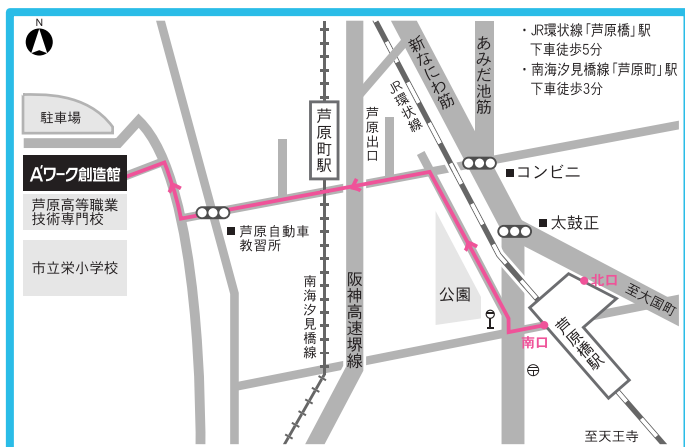 N
・JR環状線「芦原橋」駅
下車徒歩5分
・南海汐見橋線「芦原町」駅
下車徒歩3分
新なにわ筋
あみだ池筋
JR環状線
駐車場
芦原町駅
芦原出口
A'ワーク創造館
コンビニ
芦原高等職業
技術専門校
芦原自動車
教習所
太鼓正
市立栄小学校
南海汐見橋線
阪神高速堺線
公園
北口
至大国町
南口
芦原橋駅
至天王寺